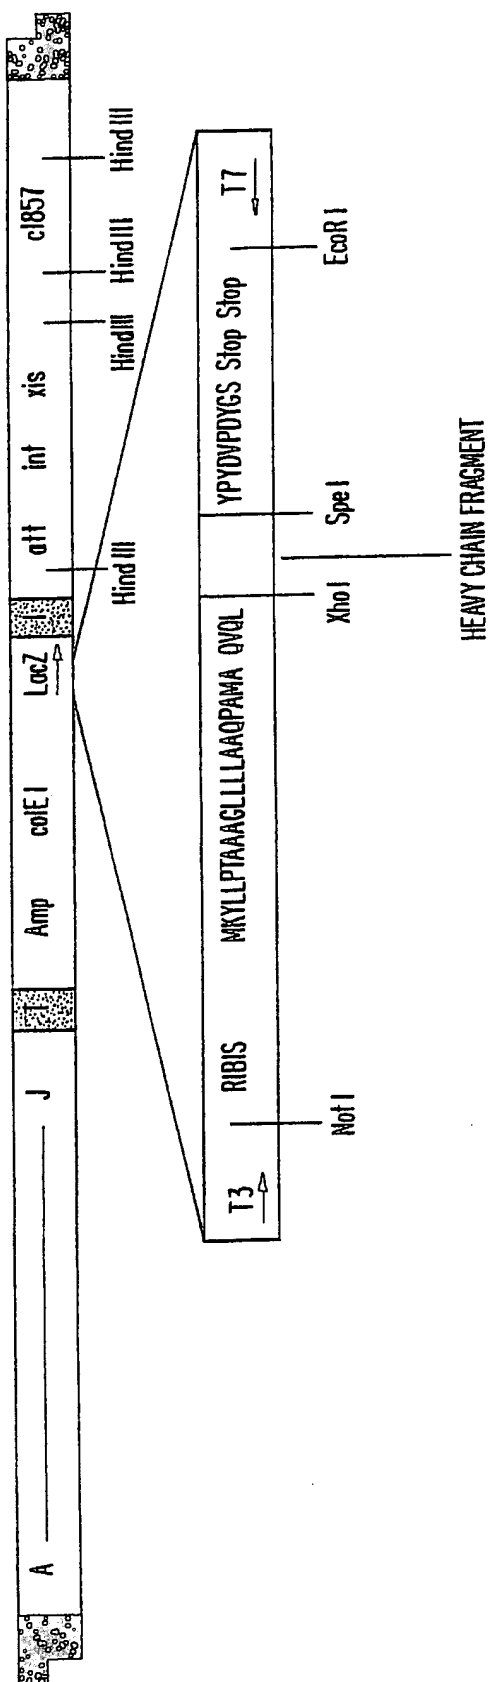 A J Amp colE1 LacZ att int xis cI857
HindIII HindIII HindIII HindIII
T3 RIBIS MKYLLPTAAAGLLLLAAQPAMA QVQL YPYDVPDYGS Stop Stop T7
NotI XhoI SpeI EcoRI
HEAVY CHAIN FRAGMENT